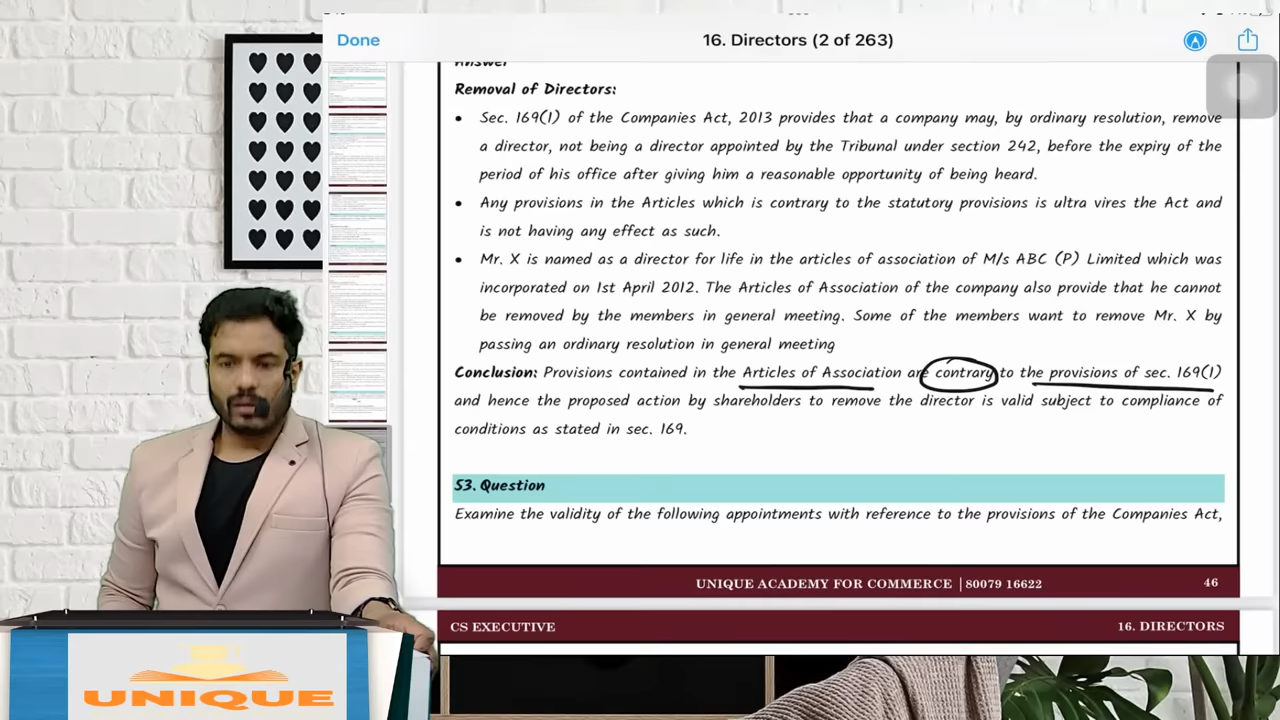 Done
16. Directors (2 of 263)
Answer
Removal of Directors:
• Sec. 169(1) of the Companies Act, 2013 provides that a company may, by ordinary resolution, remove
a director, not being a director appointed by the Tribunal under section 242, before the expiry of the
period of his office after giving him a reasonable opportunity of being heard.
• Any provisions in the Articles which is contrary to the statutory provisions is ultra vires the Act and
is not having any effect as such.
• Mr. X is named as a director for life in the articles of association of M/s ABC (P) Limited which was
incorporated on 1st April 2012. The Articles of Association of the company also provide that he cannot
be removed by the members in general meeting. Some of the members want to remove Mr. X by
passing an ordinary resolution in general meeting
Conclusion: Provisions contained in the Articles of Association are contrary to the provisions of sec. 169(1)
and hence the proposed action by shareholders to remove the director is valid subject to compliance of
conditions as stated in sec. 169.
53. Question
Examine the validity of the following appointments with reference to the provisions of the Companies Act,
UNIQUE ACADEMY FOR COMMERCE | 80079 16622 46
CS EXECUTIVE 16. DIRECTORS
UNIQUE